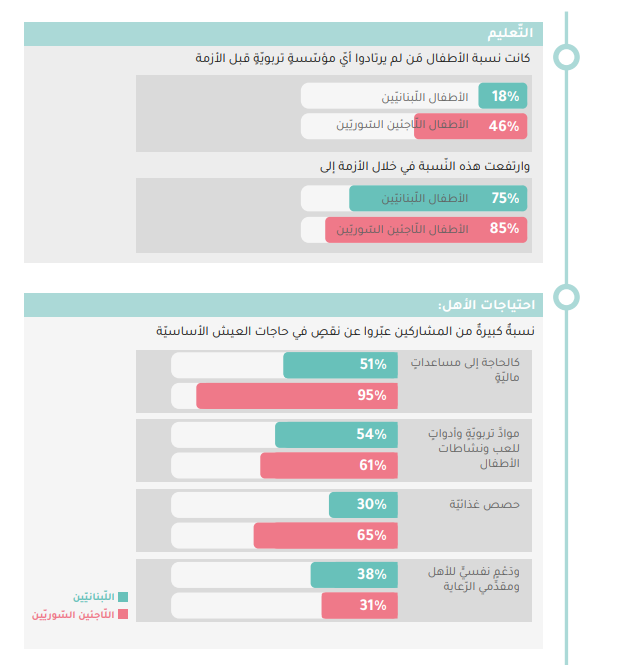 التّعليم
كانت نسبة الأطفال مَن لم يرتادوا أيّ مؤسّسةٍ تربويّةٍ قبل الأزمة
الأطفال اللّبنانيّين 18%
الأطفال اللّاجئين السّوريّين 46%
وارتفعت هذه النّسبة في خلال الأزمة إلى
الأطفال اللّبنانيّين 75%
الأطفال اللّاجئين السّوريّين 85%
احتياجات الأهل:
نسبةٌ كبيرةٌ من المشاركين عبّروا عن نقصٍ في حاجات العيش الأساسيّة
كالحاجة إلى مساعداتٍ
ماليّةٍ
51%
95%
موادَّ تربويّةٍ وأدواتٍ
للعب ونشاطات
الأطفال
54%
61%
حصص غذائيّة
30%
65%
ودَعْمٍ نفسيٍّ للأهل
ومقدّمي الرّعاية
38%
31%
اللّبنانيّين
اللّاجئين السّوريّين